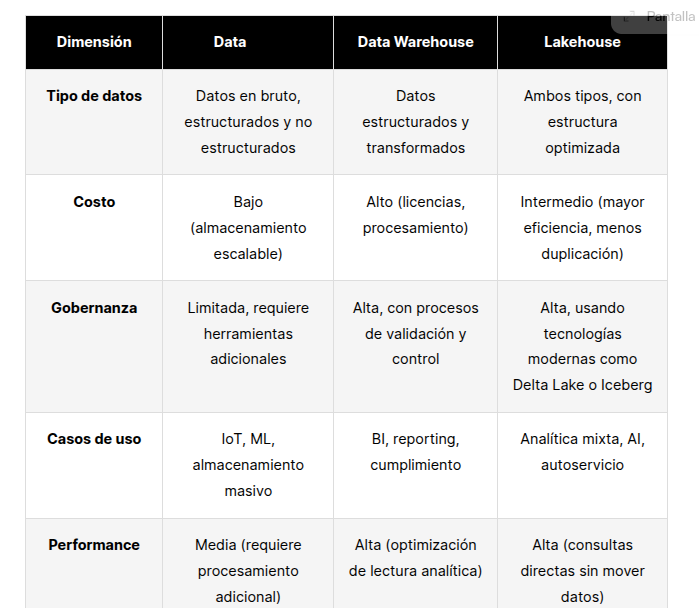 Pantalla
Dimensión
Data
Data Warehouse
Lakehouse
Tipo de datos
Datos en bruto,
estructurados y no
estructurados
Datos
estructurados y
transformados
Ambos tipos, con
estructura
optimizada
Costo
Bajo
(almacenamiento
escalable)
Alto (licencias,
procesamiento)
Intermedio (mayor
eficiencia, menos
duplicación)
Gobernanza
Limitada, requiere
herramientas
adicionales
Alta, con procesos
de validación y
control
Alta, usando
tecnologías
modernas como
Delta Lake o Iceberg
Casos de uso
IoT, ML,
almacenamiento
masivo
BI, reporting,
cumplimiento
Analítica mixta, AI,
autoservicio
Performance
Media (requiere
procesamiento
adicional)
Alta (optimización
de lectura analítica)
Alta (consultas
directas sin mover
datos)